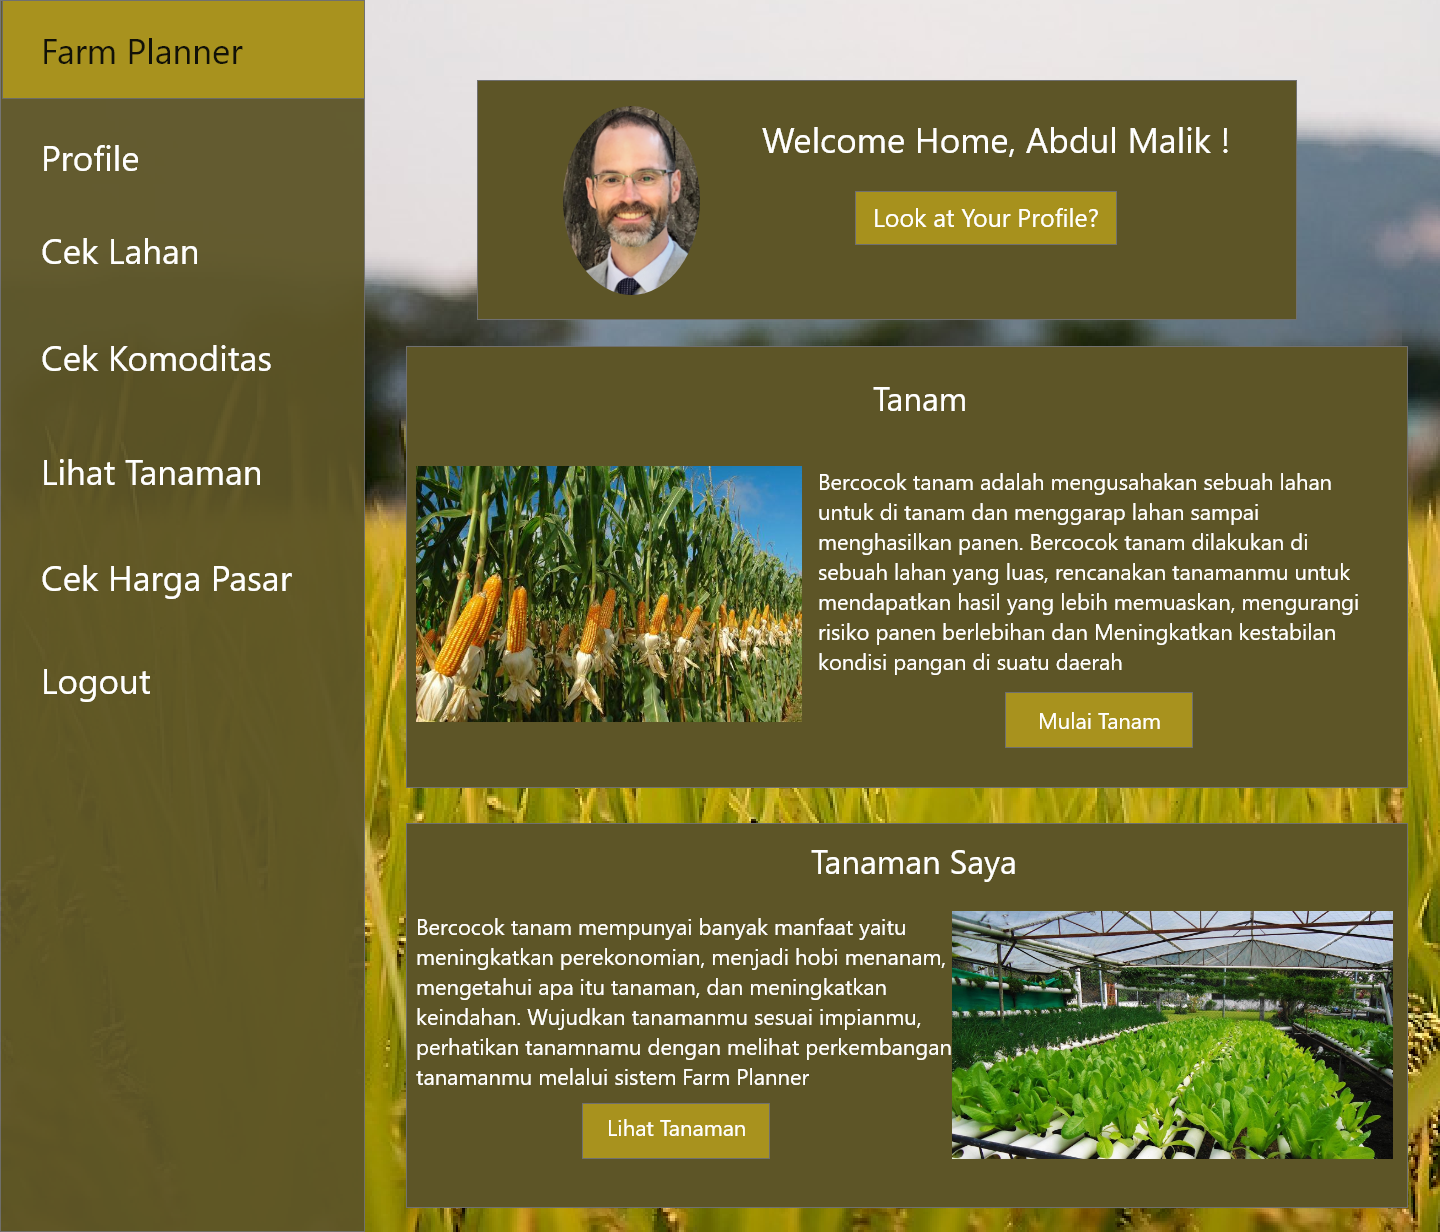 Farm Planner
Profile
Cek Lahan
Cek Komoditas
Lihat Tanaman
Cek Harga Pasar
Logout
Welcome Home, Abdul Malik !
Look at Your Profile?
Tanam
Bercocok tanam adalah mengusahakan sebuah lahan
untuk di tanam dan menggarap lahan sampai
menghasilkan panen. Bercocok tanam dilakukan di
sebuah lahan yang luas, rencanakan tanamanmu untuk
mendapatkan hasil yang lebih memuaskan, mengurangi
risiko panen berlebihan dan Meningkatkan kestabilan
kondisi pangan di suatu daerah
Mulai Tanam
Tanaman Saya
Bercocok tanam mempunyai banyak manfaat yaitu
meningkatkan perekonomian, menjadi hobi menanam,
mengetahui apa itu tanaman, dan meningkatkan
keindahan. Wujudkan tanamanmu sesuai impianmu,
perhatikan tanamnamu dengan melihat perkembangan
tanamanmu melalui sistem Farm Planner
Lihat Tanaman